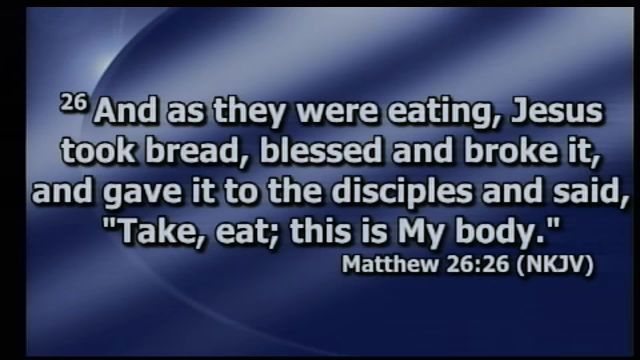 26 And as they were eating, Jesus
took bread, blessed and broke it,
and gave it to the disciples and said,
"Take, eat; this is My body."
Matthew 26:26 (NKJV)